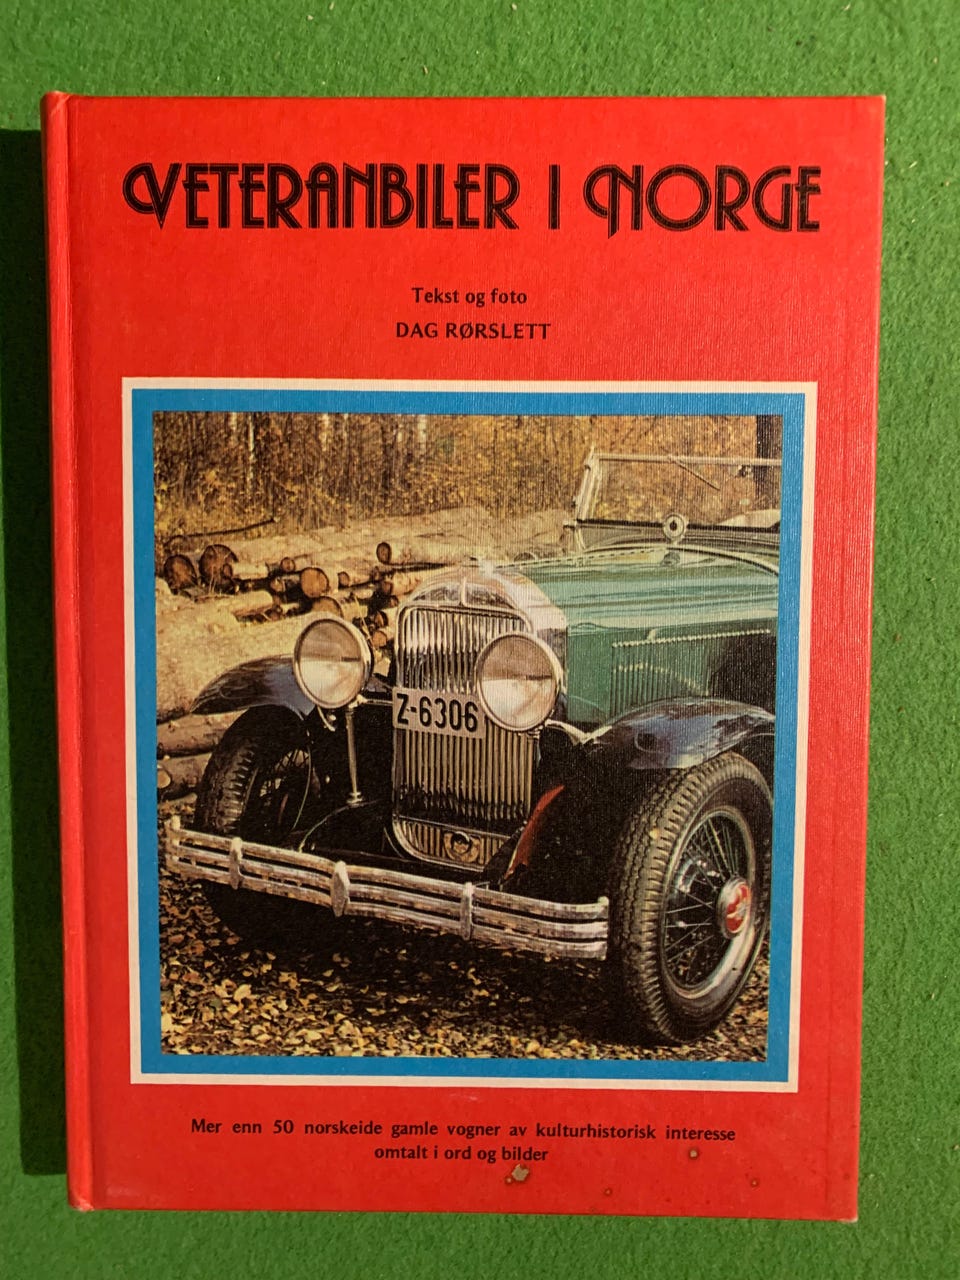 VETERANBILER I NORGE
Tekst og foto
DAG RØRSLETT
Z-6306
Mer enn 50 norskeide gamle vogner av kulturhistorisk interesse
omtalt i ord og bilder